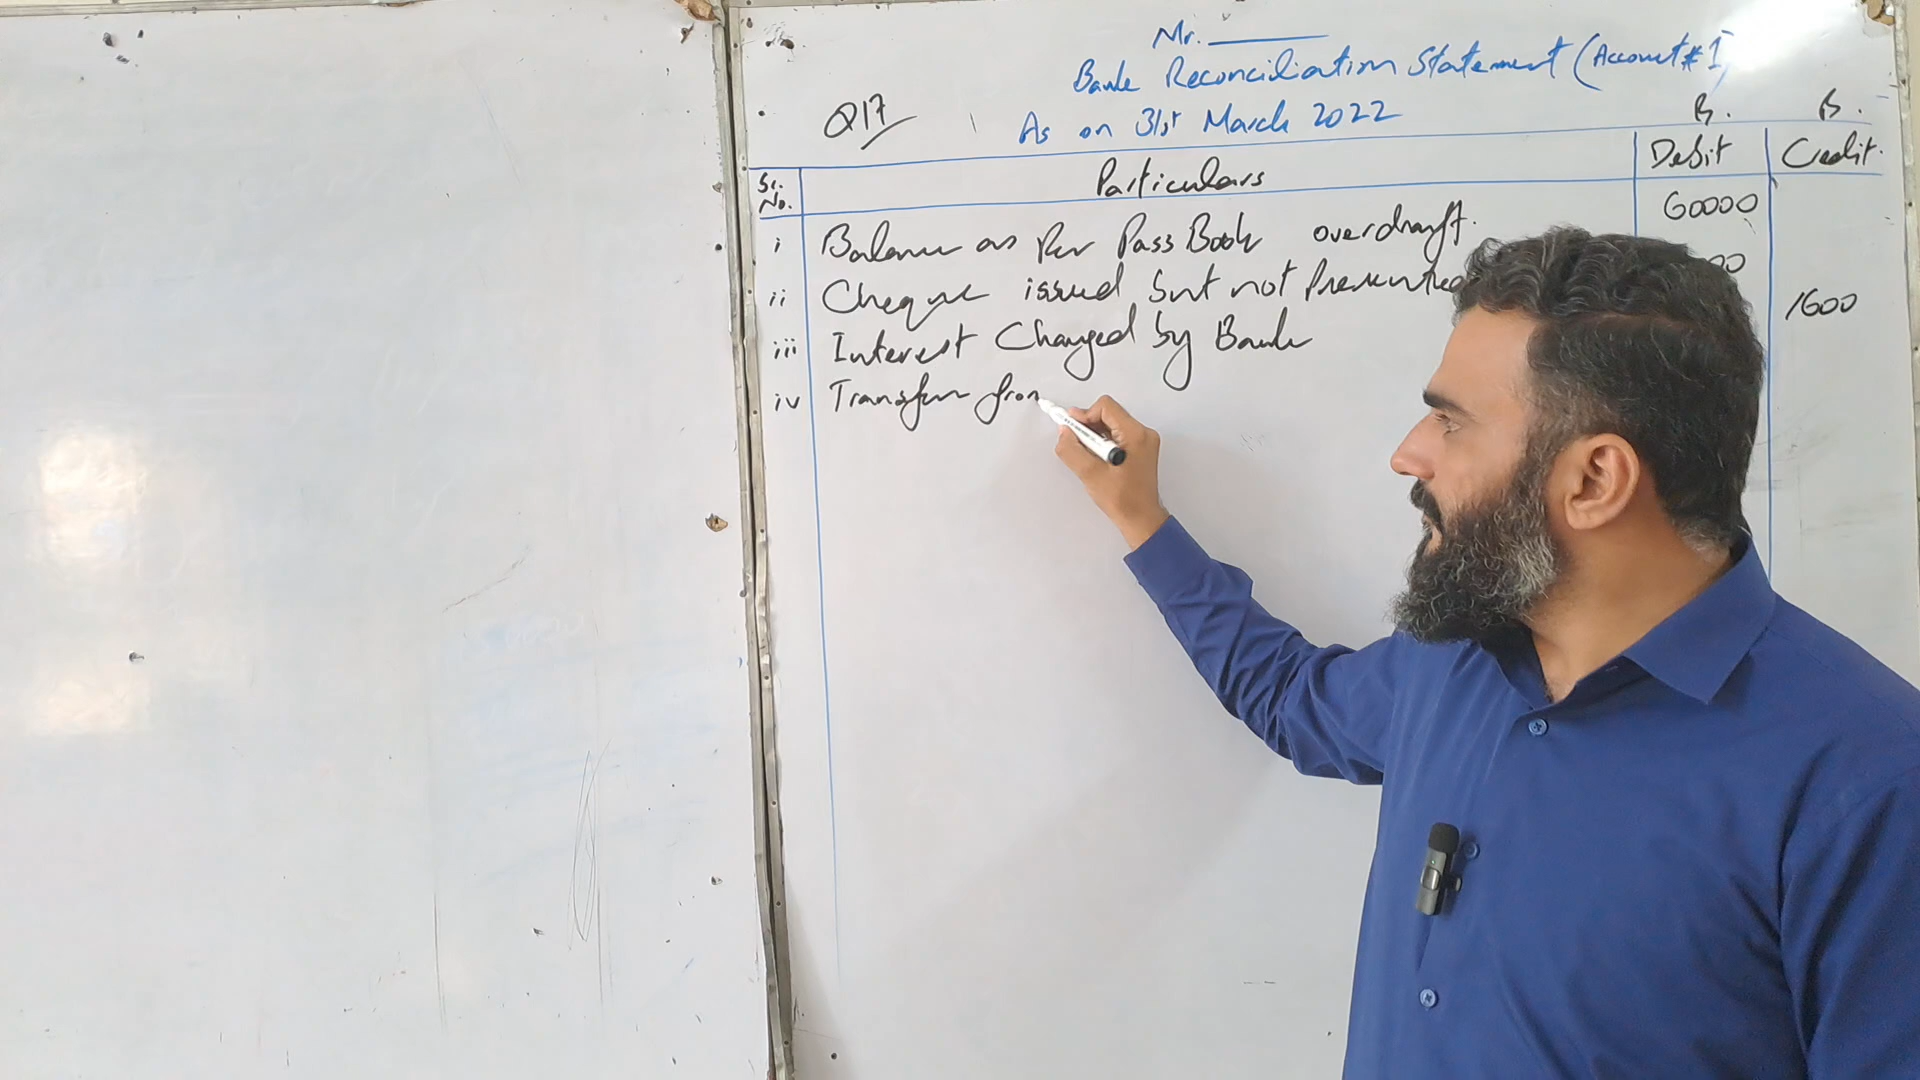 Mr.
Bank Reconciliation Statement (Account # I
Q17
As on 31st March 2022
Rs. Rs.
Sr. No. Particulars Debit Credit
i Balance as Per Pass Book overdraft. 60000
ii Cheque issued but not Presented
iii Interest Charged by Bank 1600
iv Transfer from